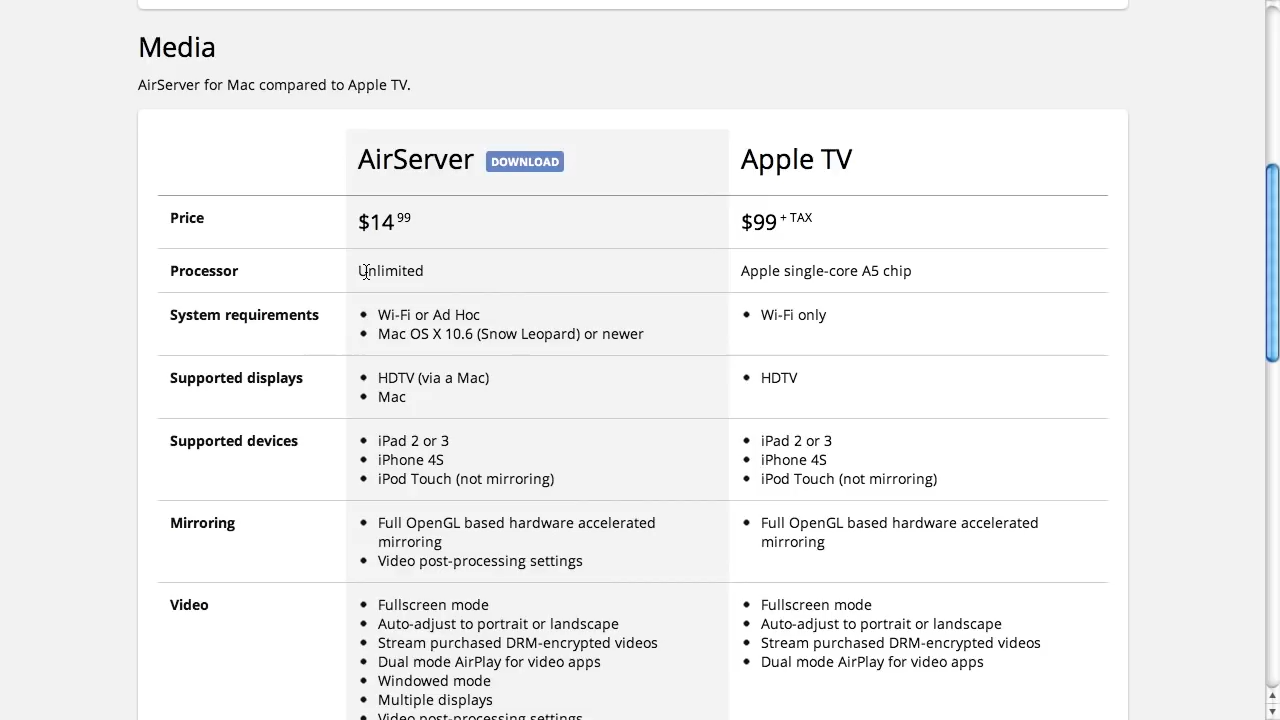 Media
AirServer for Mac compared to Apple TV.
AirServer DOWNLOAD Apple TV
Price $14 99 $99 + TAX
Processor Unlimited Apple single-core A5 chip
System requirements • Wi-Fi or Ad Hoc • Wi-Fi only
• Mac OS X 10.6 (Snow Leopard) or newer
Supported displays • HDTV (via a Mac) • HDTV
• Mac
Supported devices • iPad 2 or 3 • iPad 2 or 3
• iPhone 4S • iPhone 4S
• iPod Touch (not mirroring) • iPod Touch (not mirroring)
Mirroring • Full OpenGL based hardware accelerated • Full OpenGL based hardware accelerated
mirroring mirroring
• Video post-processing settings
Video • Fullscreen mode • Fullscreen mode
• Auto-adjust to portrait or landscape • Auto-adjust to portrait or landscape
• Stream purchased DRM-encrypted videos • Stream purchased DRM-encrypted videos
• Dual mode AirPlay for video apps • Dual mode AirPlay for video apps
• Windowed mode
• Multiple displays
• Video post-processing settings